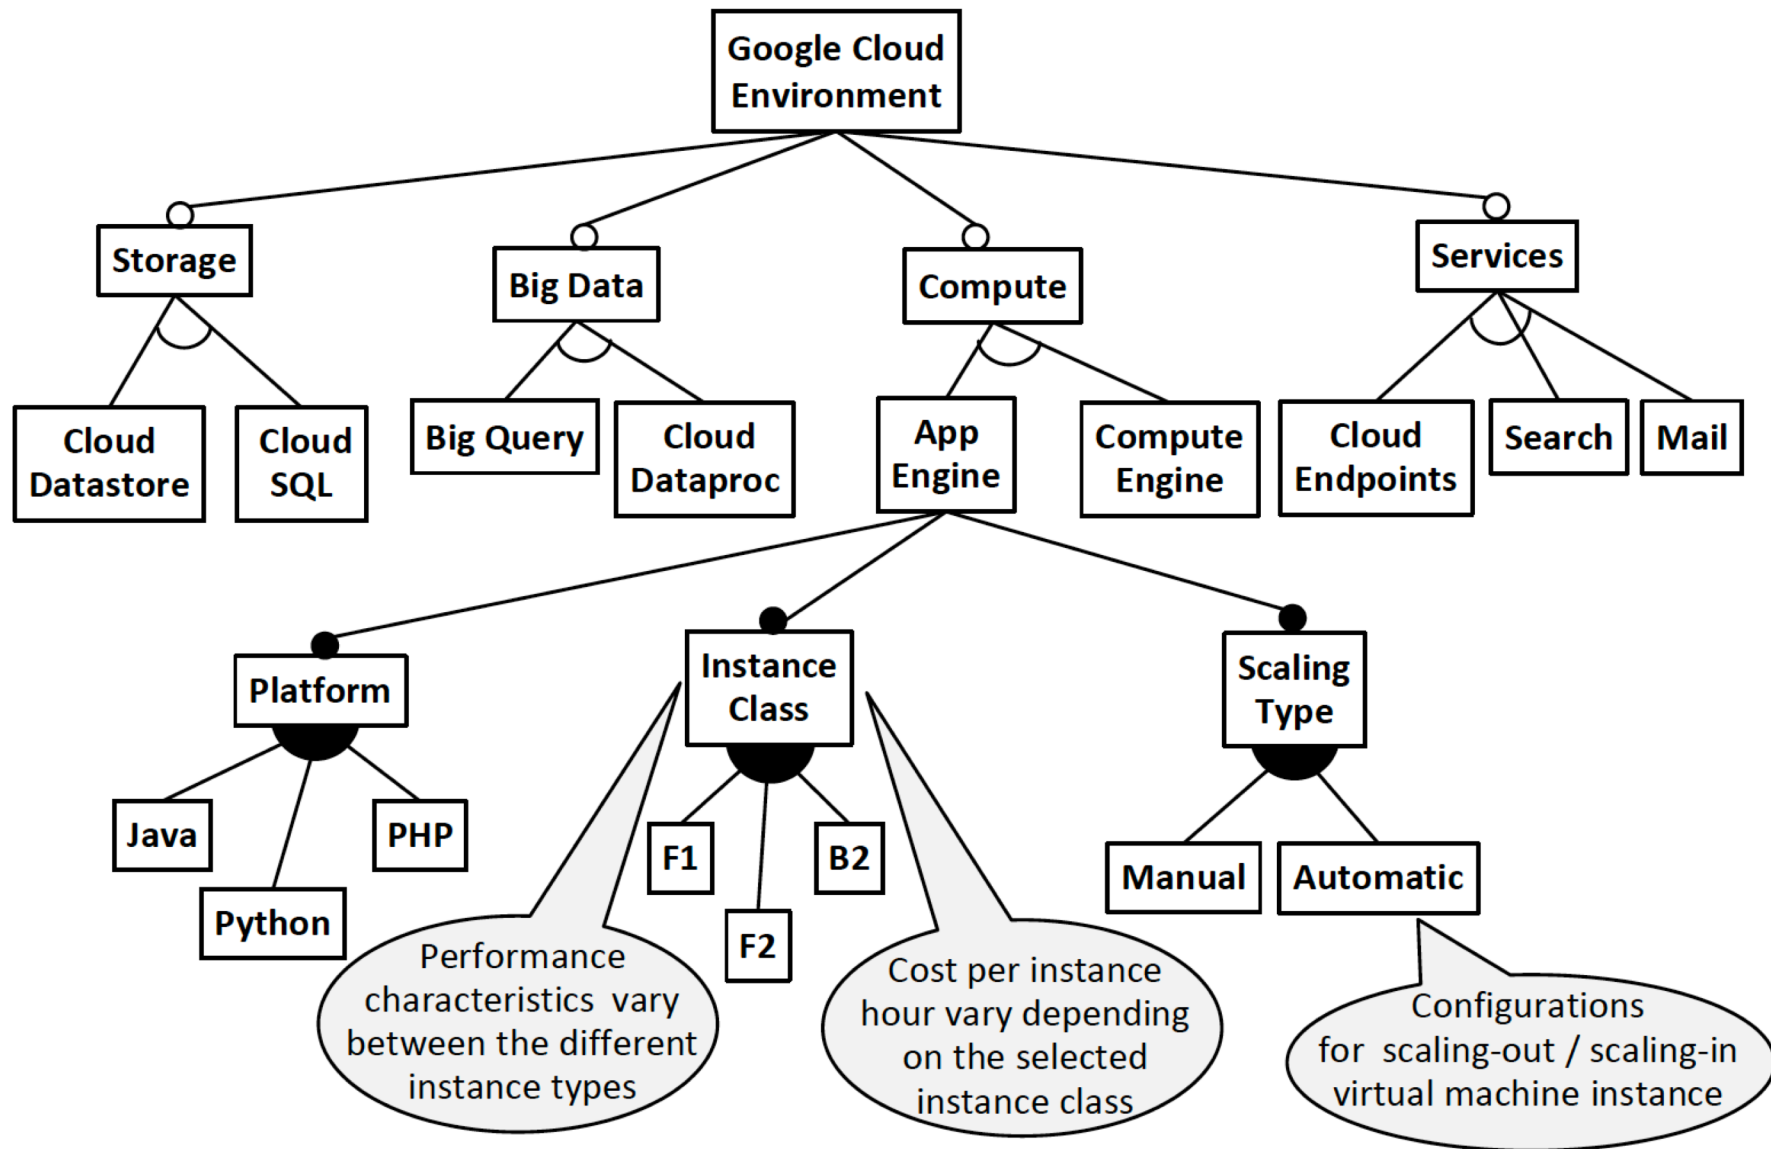 Google Cloud
Environment
Storage
Big Data
Compute
Services
Cloud
Datastore
Cloud
SQL
Big Query
Cloud
Dataproc
App
Engine
Compute
Engine
Cloud
Endpoints
Search
Mail
Platform
Instance
Class
Scaling
Type
Java
Python
PHP
F1
F2
B2
Manual
Automatic
Performance
characteristics vary
between the different
instance types
Cost per instance
hour vary depending
on the selected
instance class
Configurations
for scaling-out / scaling-in
virtual machine instance